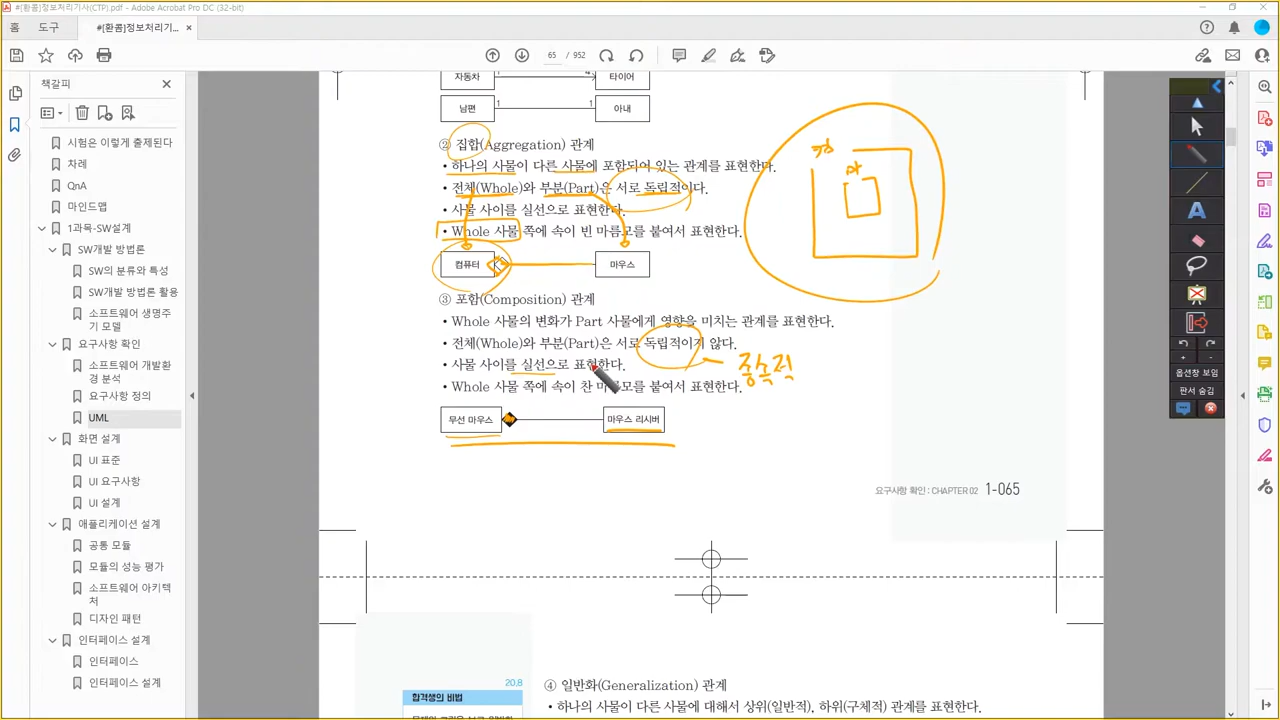 #[환콤]정보처리기사(CTP).pdf - Adobe Acrobat Pro DC (32-bit)
홈 도구 #[환콤]정보처리기... ×
65 / 952
책갈피
시험은 이렇게 출제된다
차례
QnA
마인드맵
1과목-SW설계
SW개발 방법론
SW의 분류와 특성
SW개발 방법론 활용
소프트웨어 생명주
기 모델
요구사항 확인
소프트웨어 개발환
경 분석
요구사항 정의
UML
화면 설계
UI 표준
UI 요구사항
UI 설계
애플리케이션 설계
공통 모듈
모듈의 성능 평가
소프트웨어 아키텍
처
디자인 패턴
인터페이스 설계
인터페이스
인터페이스 설계
자동차 타이어
낭편 1 1 아내
② 집합(Aggregation) 관계
• 하나의 사물이 다른 사물에 포함되어 있는 관계를 표현한다.
• 전체(Whole)와 부분(Part)은 서로 독립적이다.
• 사물 사이를 실선으로 표현한다.
• Whole 사물 쪽에 속이 빈 마름모를 붙여서 표현한다.
컴퓨터 마우스
③ 포함(Composition) 관계
• Whole 사물의 변화가 Part 사물에게 영향을 미치는 관계를 표현한다.
• 전체(Whole)와 부분(Part)은 서로 독립적이지 않다.
종속적
• 사물 사이를 실선으로 표현한다.
• Whole 사물 쪽에 속이 찬 마름모를 붙여서 표현한다.
무선 마우스 마우스 리시버
요구사항 확인 : CHAPTER 02 1-065
20.8
합격생의 비법
④ 일반화(Generalization) 관계
• 하나의 사물이 다른 사물에 대해서 상위(일반적), 하위(구체적) 관계를 표현한다.
옵션창 보임
판서 숨김